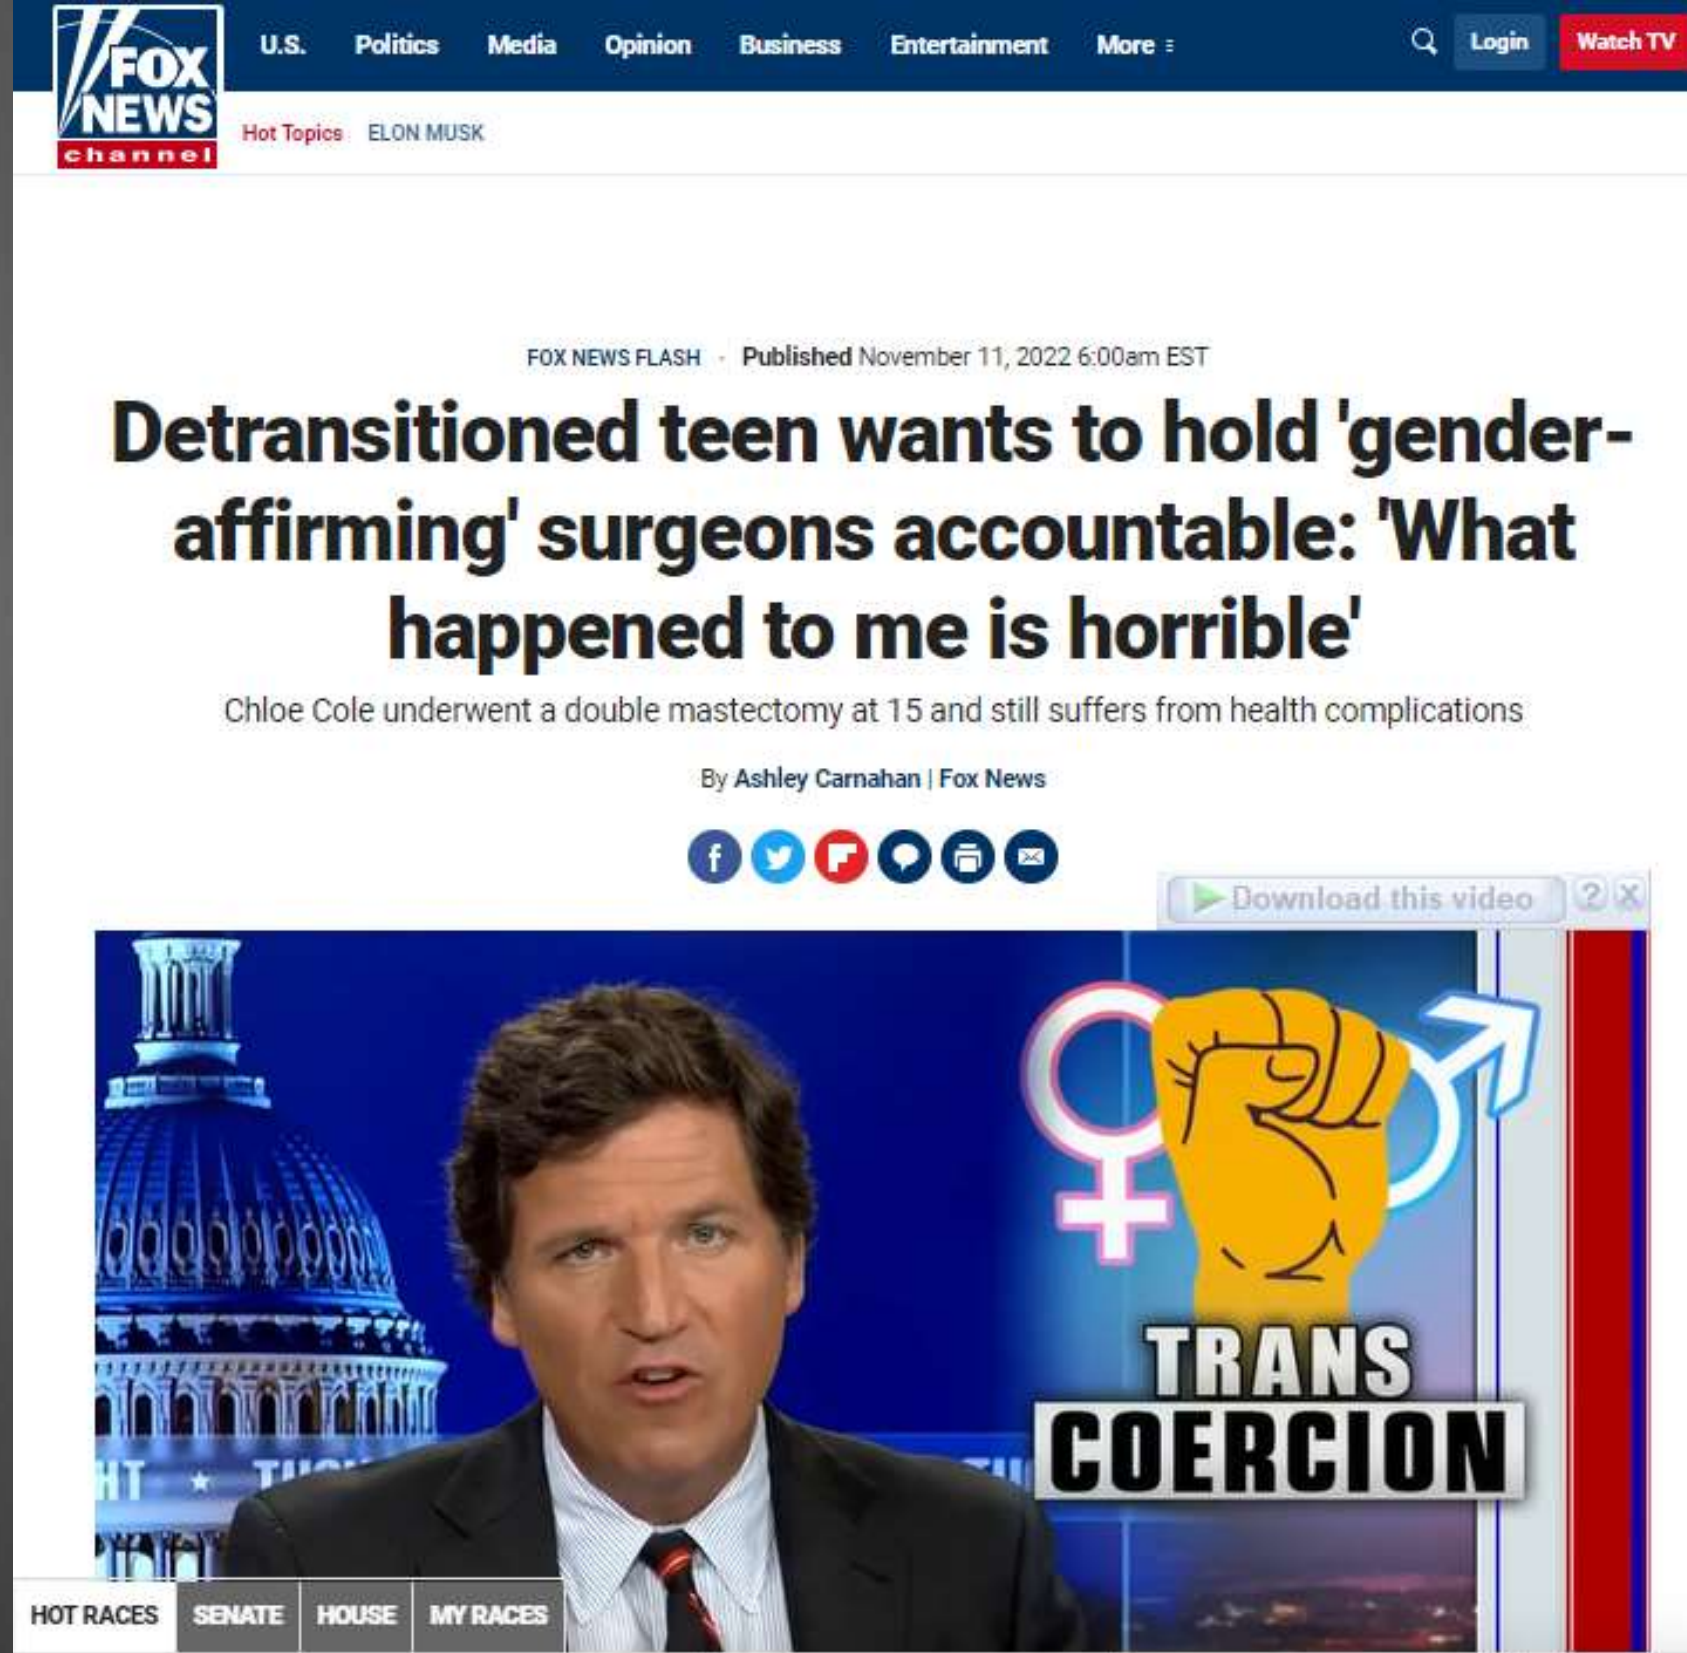 FOX
NEWS
channel
U.S. Politics Media Opinion Business Entertainment More Login Watch TV
Hot Topics ELON MUSK
FOX NEWS FLASH · Published November 11, 2022 6:00am EST
Detransitioned teen wants to hold 'gender-
affirming' surgeons accountable: 'What
happened to me is horrible'
Chloe Cole underwent a double mastectomy at 15 and still suffers from health complications
By Ashley Carnahan | Fox News
Download this video ? X
TRANS
COERCION
HT ★ TUC
HOT RACES SENATE HOUSE MY RACES